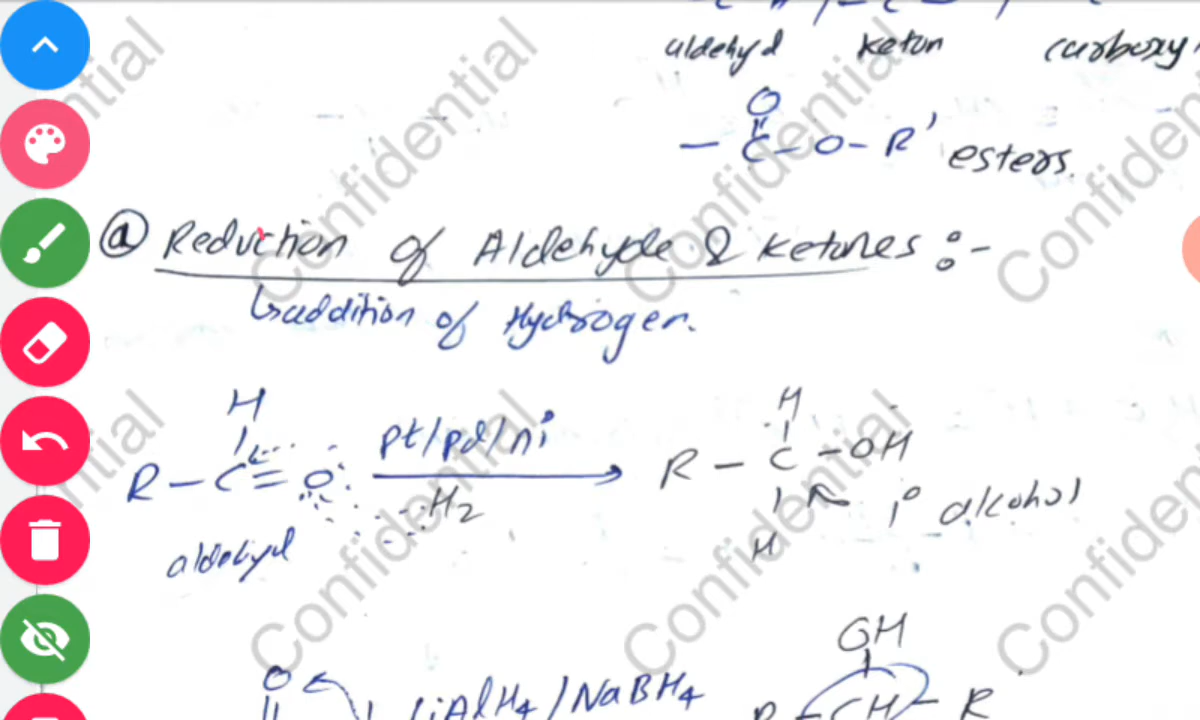 aldehyd keton carboxy
O
- C - O - R' esters.
ⓐ Reduction of Aldehyde & Ketones :-
↳ addition of Hydrogen.
H H
R - C = O pt/pd/ni R - C - OH
H2 1° alcohol
aldehyd H
OH
O LiAlH4 / NaBH4 R - CH - R
Confidential